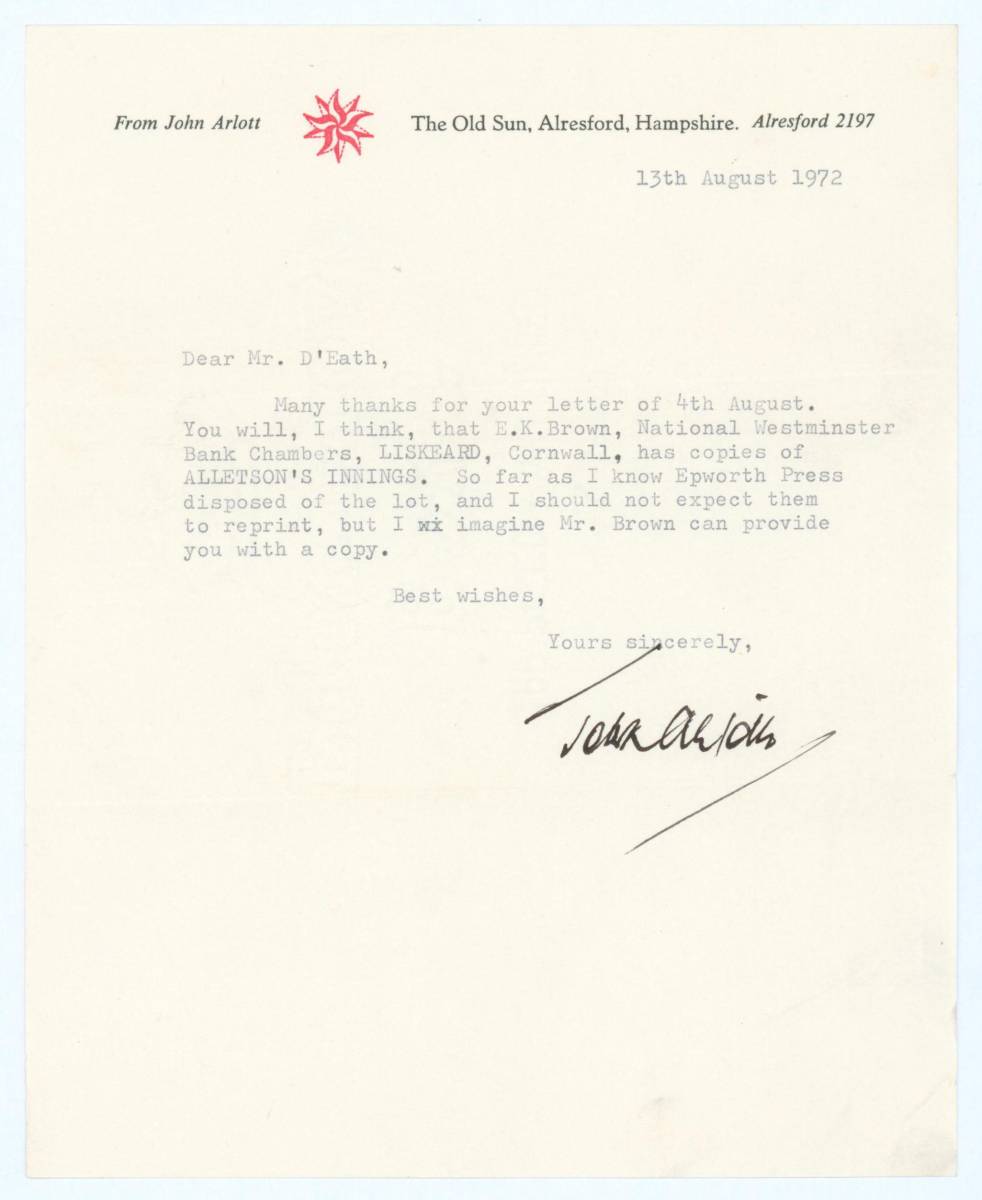 From John Arlott The Old Sun, Alresford, Hampshire. Alresford 2197
13th August 1972
Dear Mr. D'Eath,
Many thanks for your letter of 4th August.
You will, I think, that E.K.Brown, National Westminster
Bank Chambers, LISKEARD, Cornwall, has copies of
ALLETSON'S INNINGS. So far as I know Epworth Press
disposed of the lot, and I should not expect them
to reprint, but I wi imagine Mr. Brown can provide
you with a copy.
Best wishes,
Yours sincerely,
John Arlott